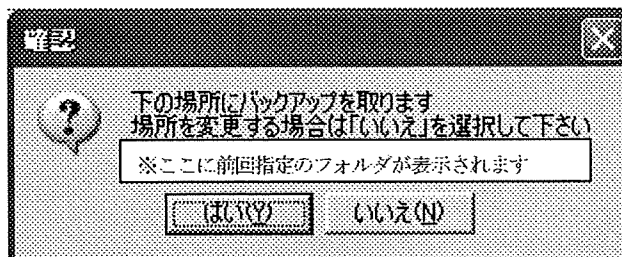 確認
下の場所にバックアップを取ります
場所を変更する場合は「いいえ」を選択して下さい
※ここに前回指定のフォルダが表示されます
はい(Y) いいえ(N)